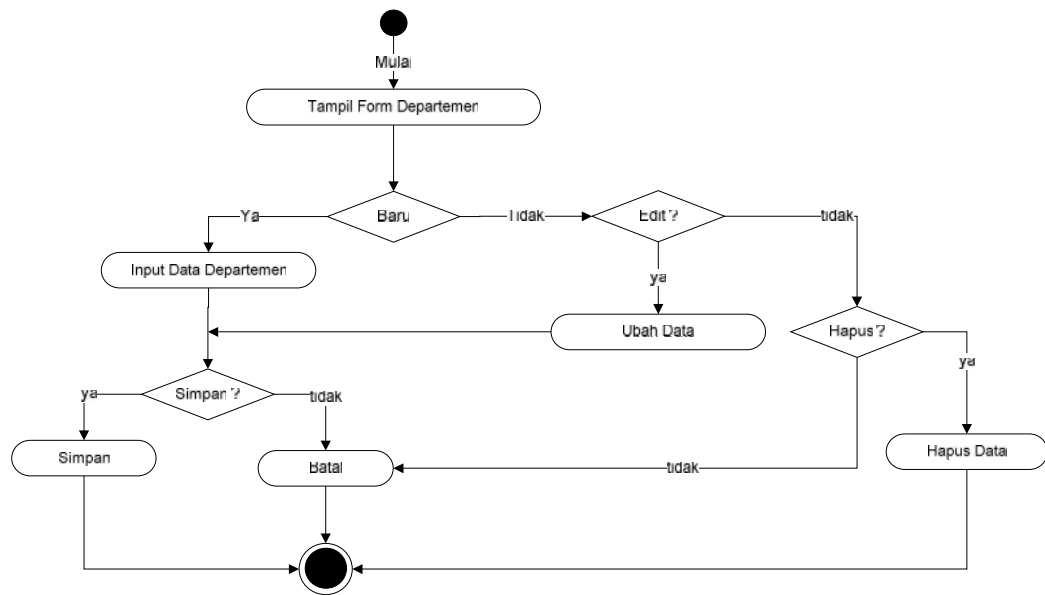 Mulai
Tampil Form Departemen
Ya
Baru
Tidak
Edit ?
tidak
Input Data Departemen
ya
Ubah Data
Hapus ?
ya
ya
Simpan ?
tidak
Simpan
Batal
tidak
Hapus Data